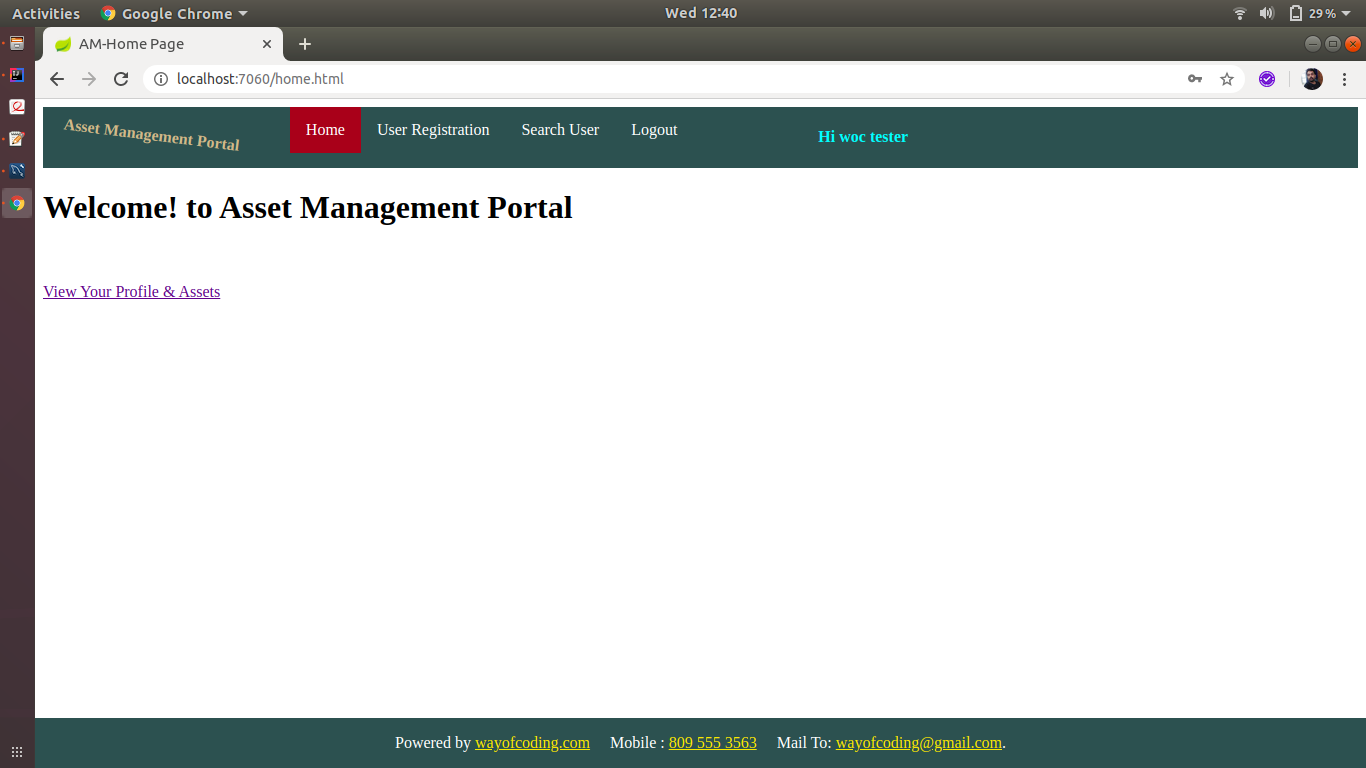 Activities Google Chrome Wed 12:40 29%
AM-Home Page
localhost:7060/home.html
Asset Management Portal Home User Registration Search User Logout Hi woc tester
Welcome! to Asset Management Portal
View Your Profile & Assets
Powered by wayofcoding.com Mobile : 809 555 3563 Mail To: wayofcoding@gmail.com.